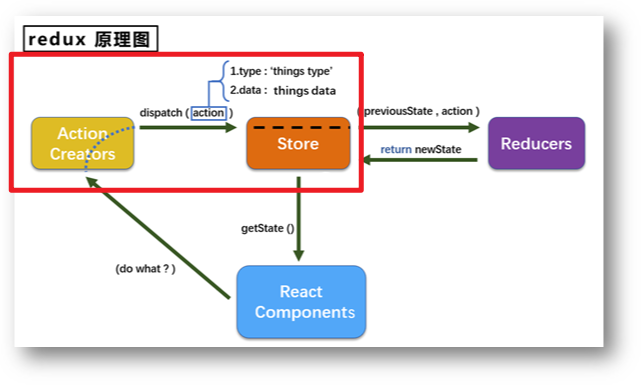 redux 原理图
1.type : ‘things type’
2.data : things data
dispatch ( action )
( previousState , action )
Action
Creators
Store
Reducers
return newState
getState ()
(do what ? )
React
Components